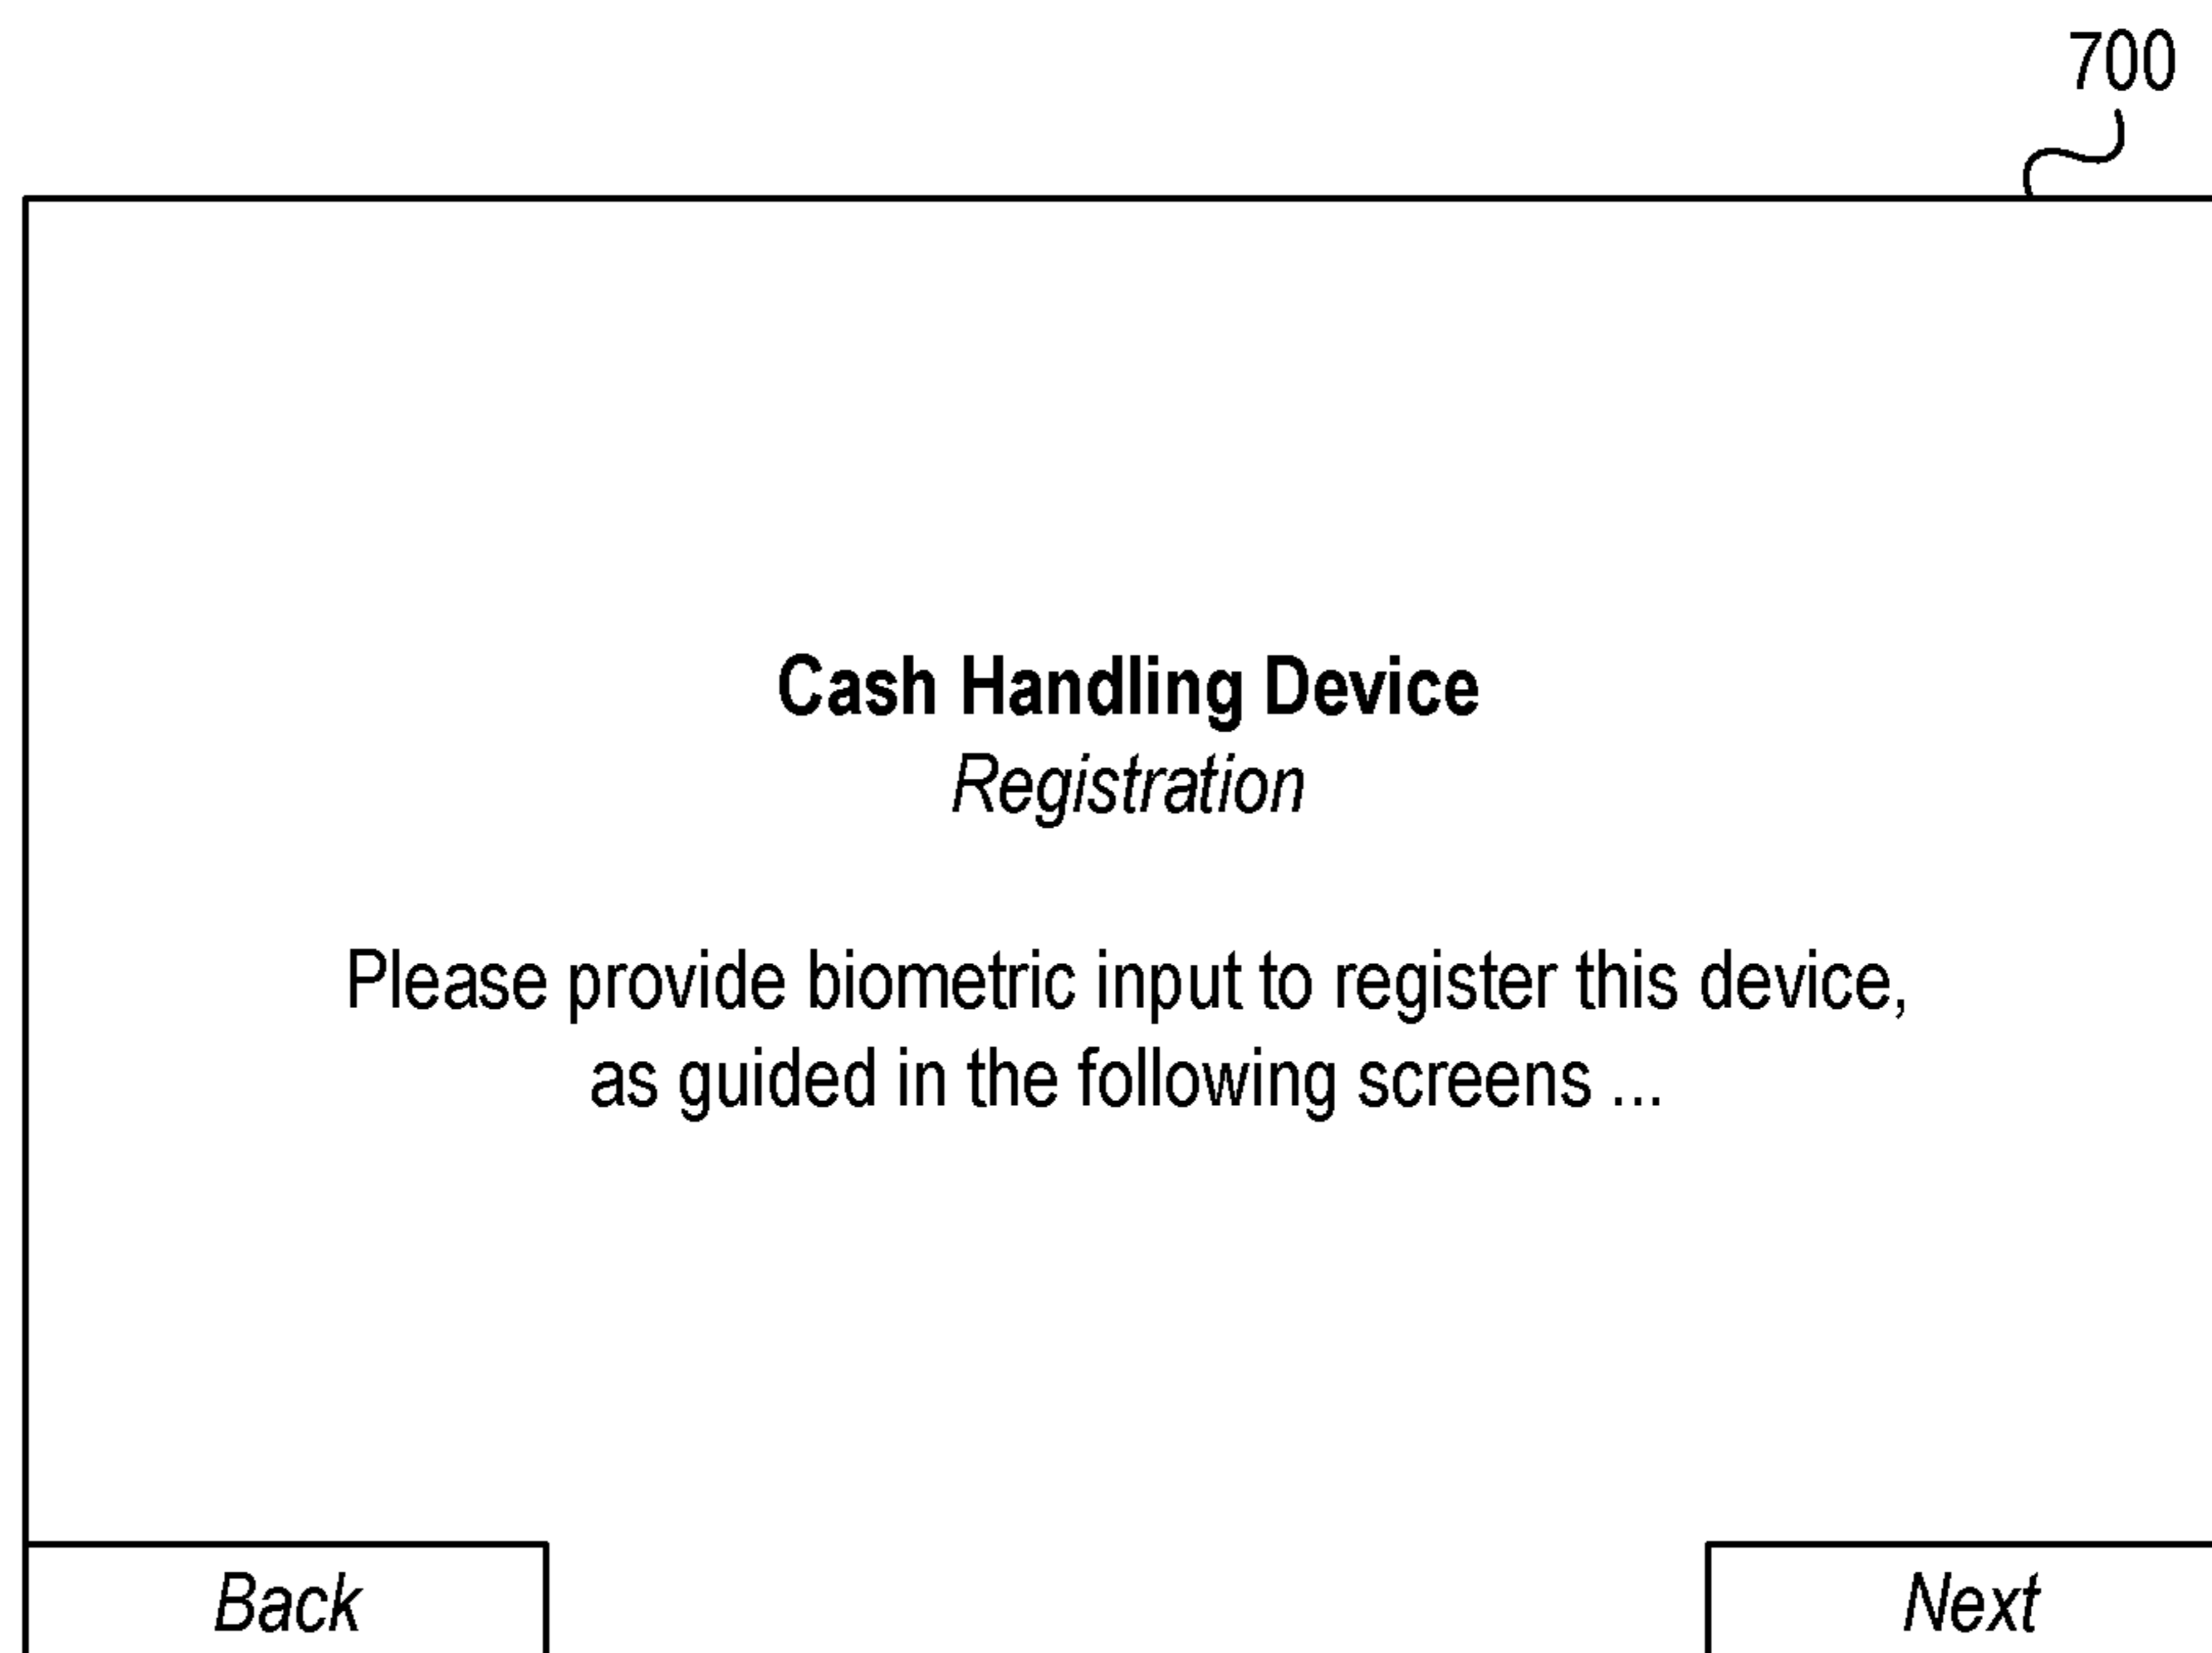 700
Cash Handling Device
Registration
Please provide biometric input to register this device,
as guided in the following screens ...
Back
Next